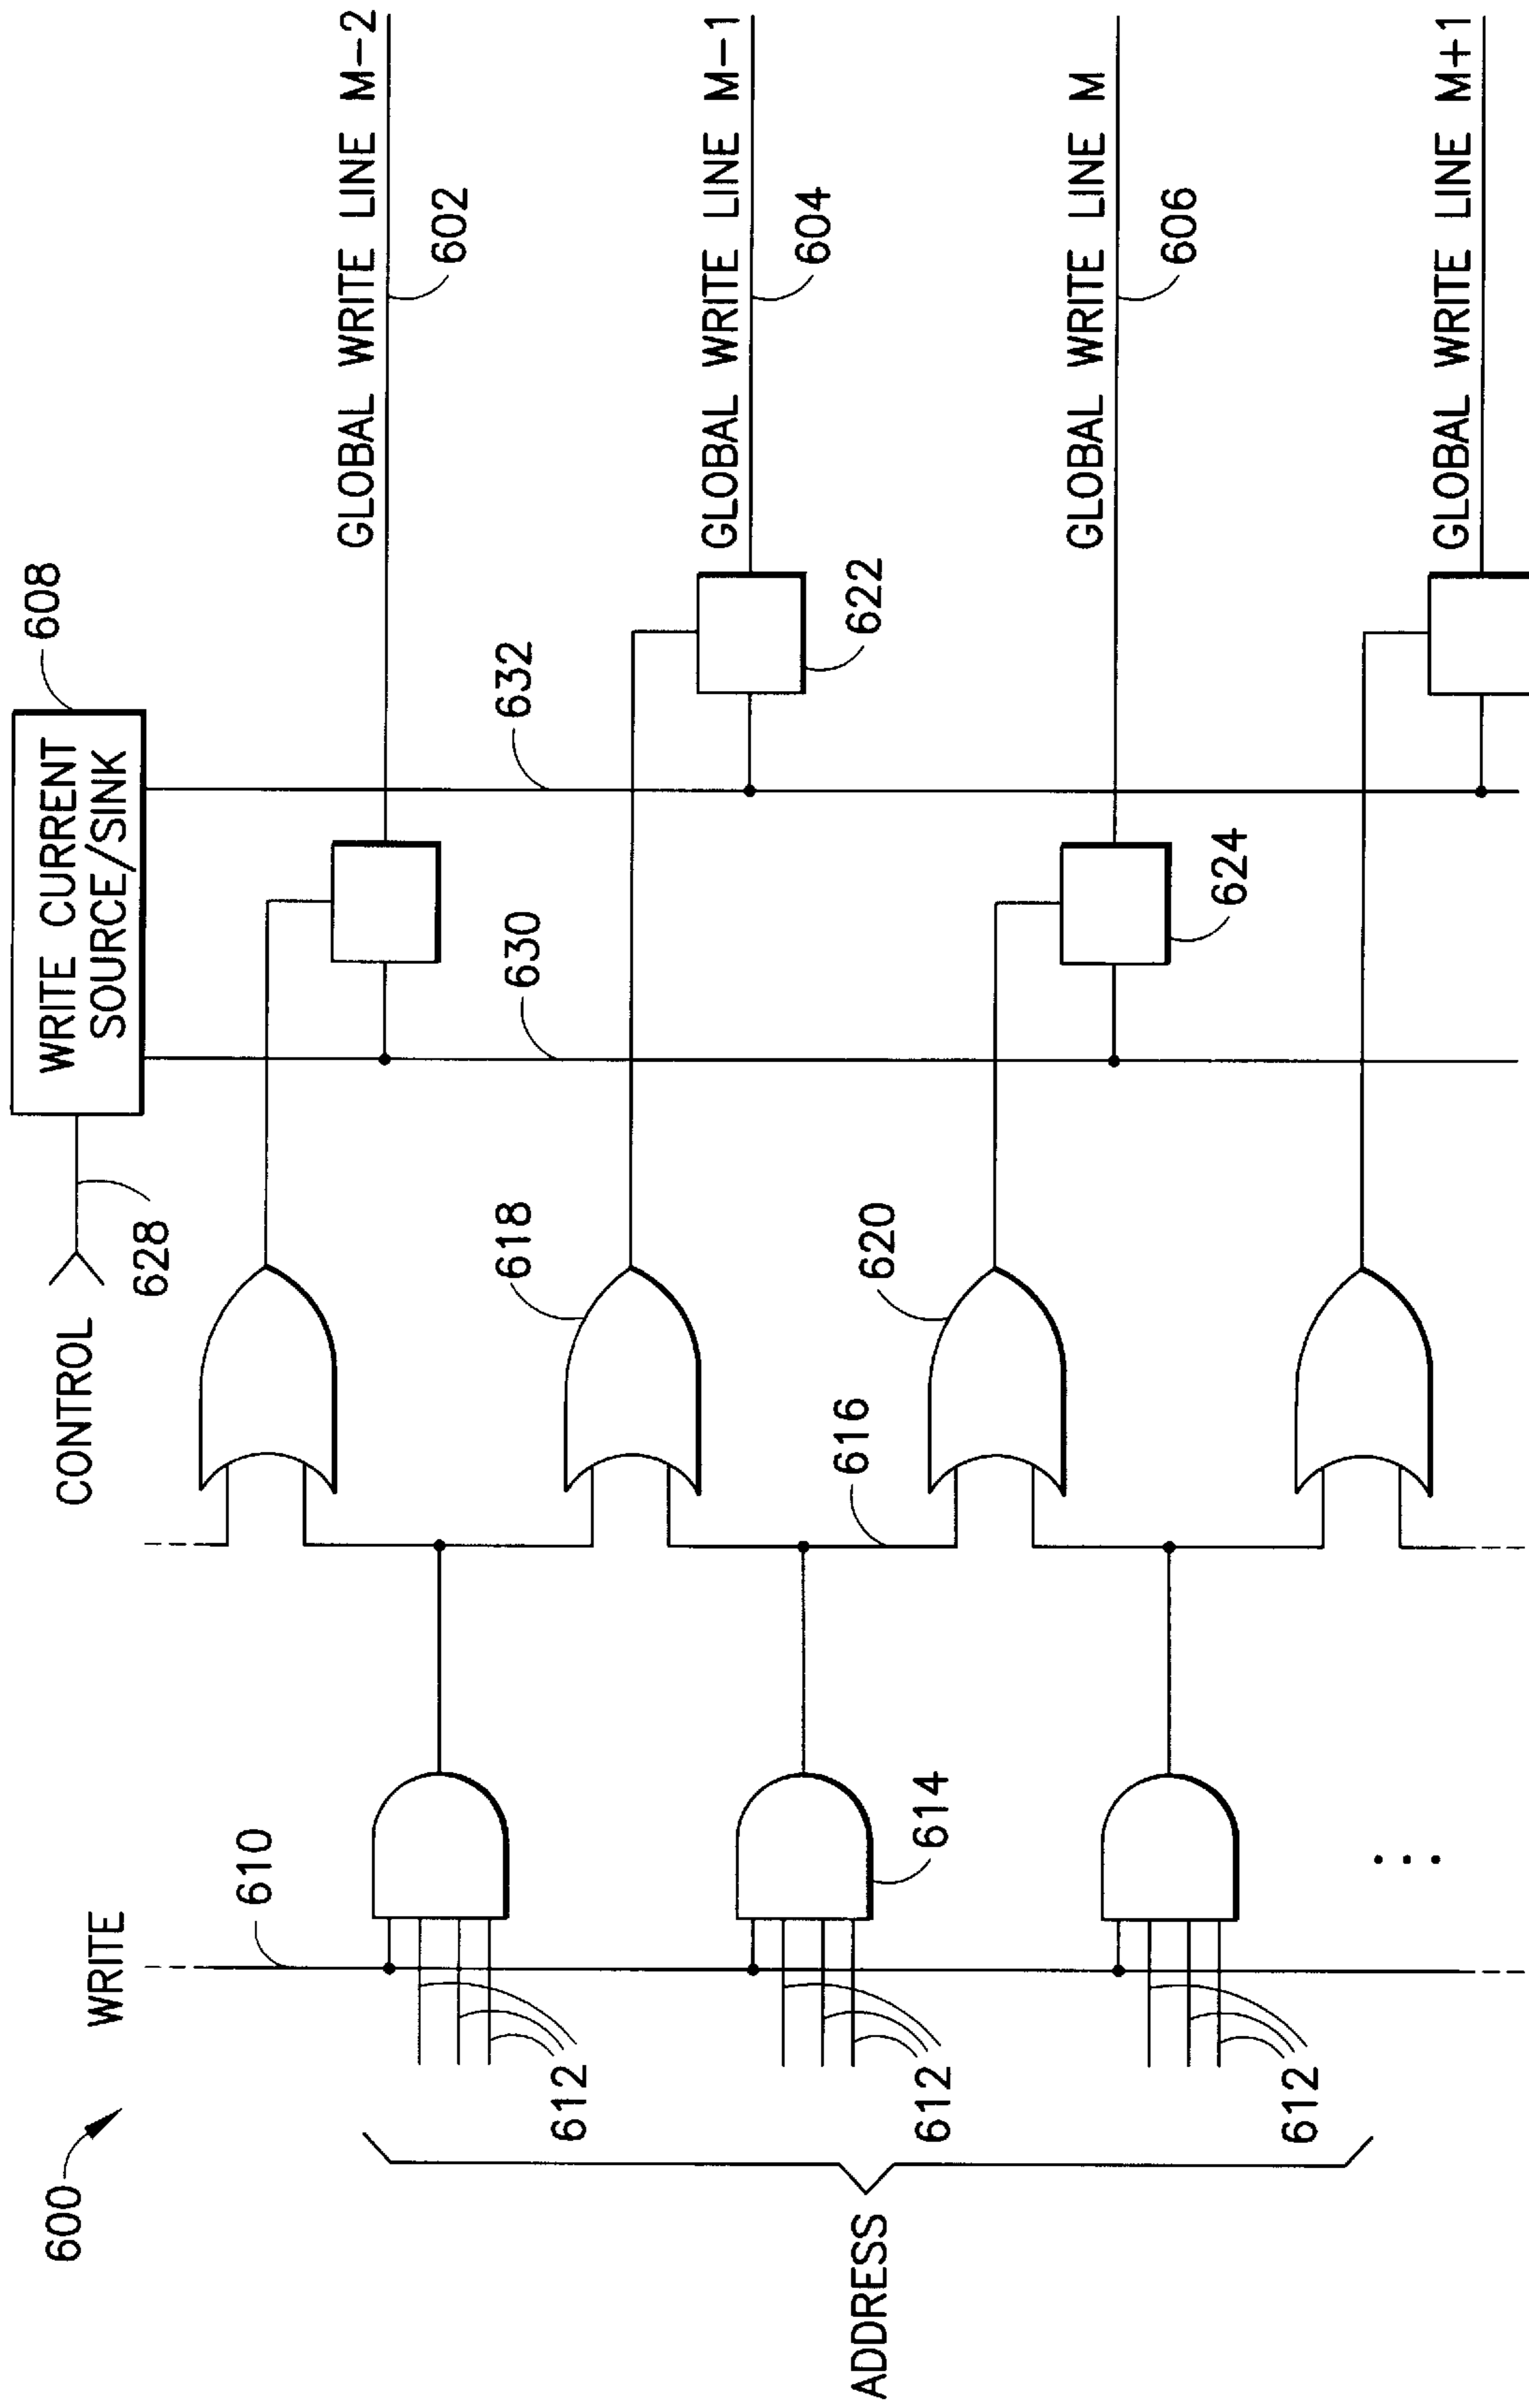 600
WRITE
610
ADDRESS
612
612
612
614
616
CONTROL
628
618
620
WRITE CURRENT
SOURCE/SINK
608
630
632
624
622
GLOBAL WRITE LINE M-2
602
GLOBAL WRITE LINE M-1
604
GLOBAL WRITE LINE M
606
GLOBAL WRITE LINE M+1